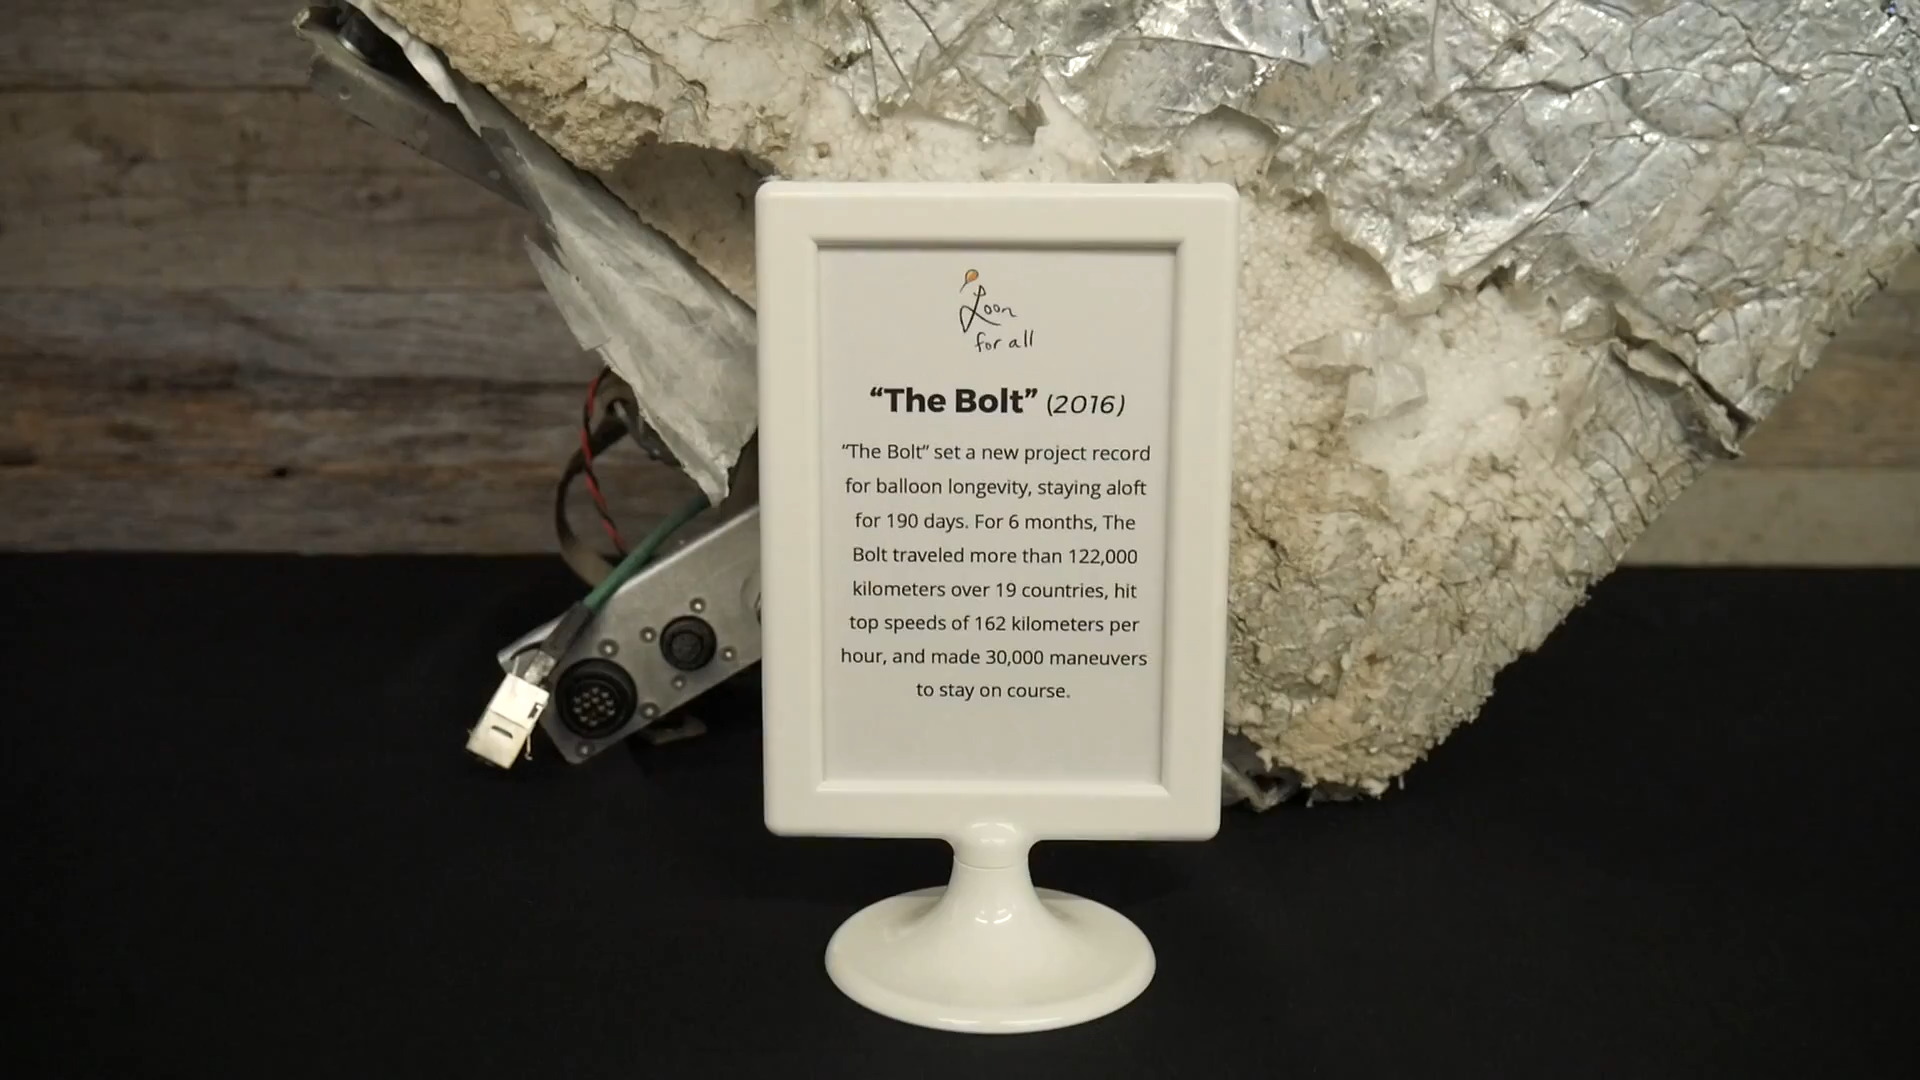 Loon
for all
“The Bolt” (2016)
“The Bolt” set a new project record
for balloon longevity, staying aloft
for 190 days. For 6 months, The
Bolt traveled more than 122,000
kilometers over 19 countries, hit
top speeds of 162 kilometers per
hour, and made 30,000 maneuvers
to stay on course.